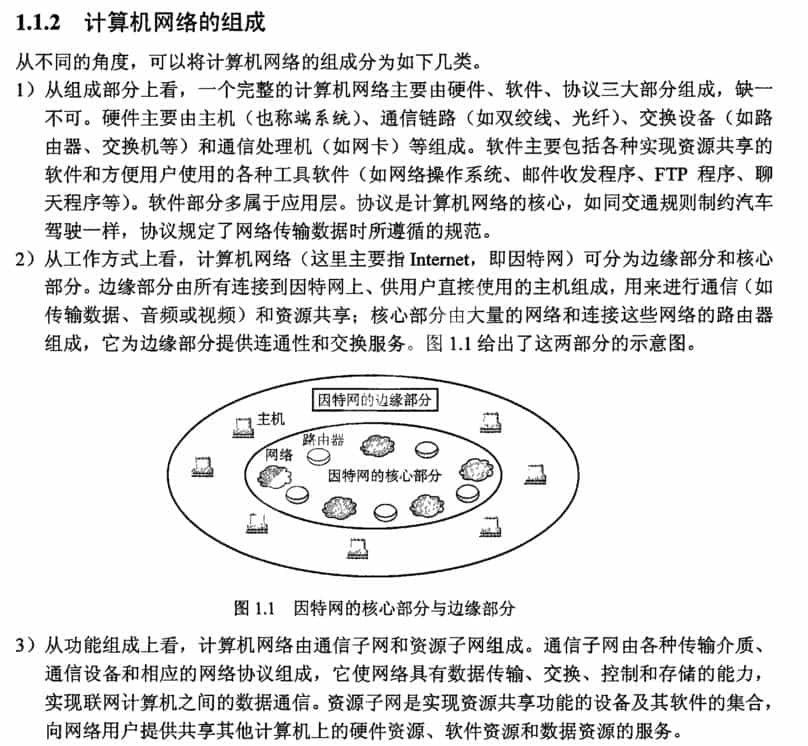 1.1.2 计算机网络的组成
从不同的角度，可以将计算机网络的组成分为如下几类。
1）从组成部分上看，一个完整的计算机网络主要由硬件、软件、协议三大部分组成，缺一
不可。硬件主要由主机（也称端系统）、通信链路（如双绞线、光纤）、交换设备（如路
由器、交换机等）和通信处理机（如网卡）等组成。软件主要包括各种实现资源共享的
软件和方便用户使用的各种工具软件（如网络操作系统、邮件收发程序、FTP 程序、聊
天程序等）。软件部分多属于应用层。协议是计算机网络的核心，如同交通规则制约汽车
驾驶一样，协议规定了网络传输数据时所遵循的规范。
2）从工作方式上看，计算机网络（这里主要指 Internet，即因特网）可分为边缘部分和核心
部分。边缘部分由所有连接到因特网上、供用户直接使用的主机组成，用来进行通信（如
传输数据、音频或视频）和资源共享；核心部分由大量的网络和连接这些网络的路由器
组成，它为边缘部分提供连通性和交换服务。图 1.1 给出了这两部分的示意图。
因特网的边缘部分
主机
路由器
网络
因特网的核心部分
图 1.1 因特网的核心部分与边缘部分
3）从功能组成上看，计算机网络由通信子网和资源子网组成。通信子网由各种传输介质、
通信设备和相应的网络协议组成，它使网络具有数据传输、交换、控制和存储的能力，
实现联网计算机之间的数据通信。资源子网是实现资源共享功能的设备及其软件的集合，
向网络用户提供共享其他计算机上的硬件资源、软件资源和数据资源的服务。